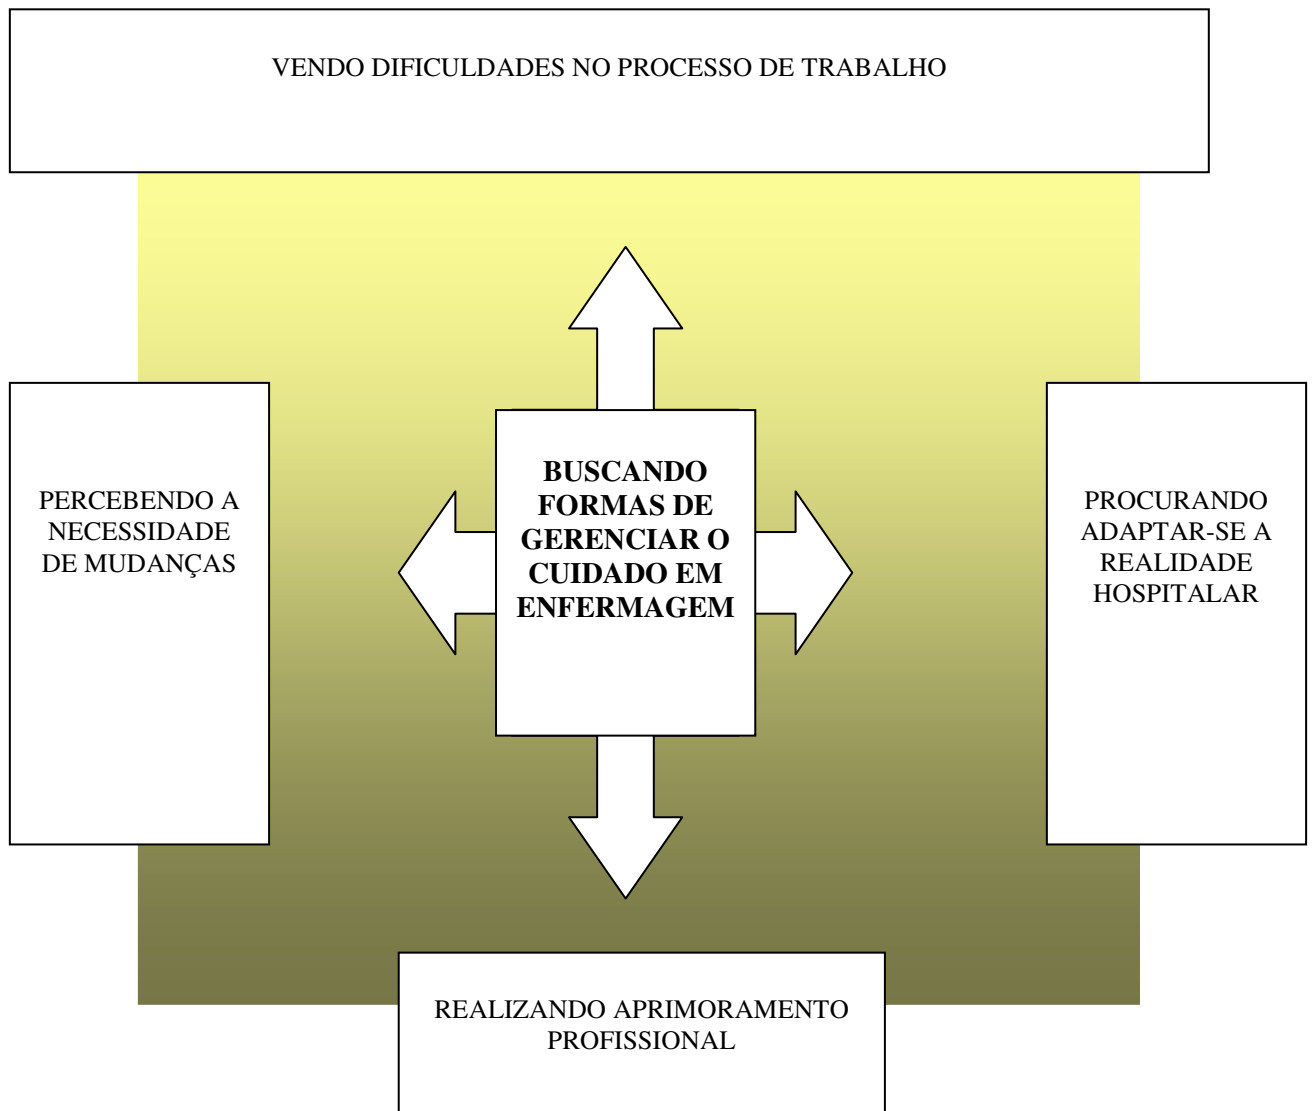 VENDO DIFICULDADES NO PROCESSO DE TRABALHO
PERCEBENDO A
NECESSIDADE
DE MUDANÇAS
BUSCANDO
FORMAS DE
GERENCIAR O
CUIDADO EM
ENFERMAGEM
PROCURANDO
ADAPTAR-SE A
REALIDADE
HOSPITALAR
REALIZANDO APRIMORAMENTO
PROFISSIONAL